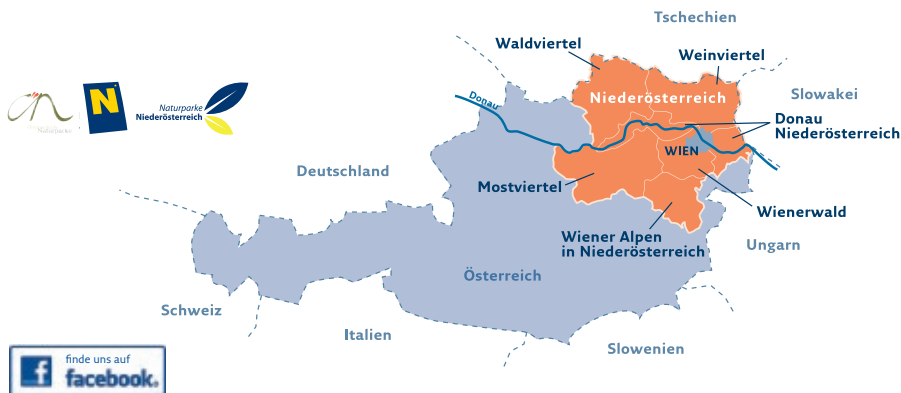 Tschechien
Waldviertel
Weinviertel
N
Naturparke
Niederösterreich
Niederösterreich
Slowakei
Donau
Donau
Niederösterreich
WIEN
Deutschland
Mostviertel
Wienerwald
Wiener Alpen
in Niederösterreich
Ungarn
Österreich
Schweiz
Italien
Slowenien
finde uns auf
facebook.